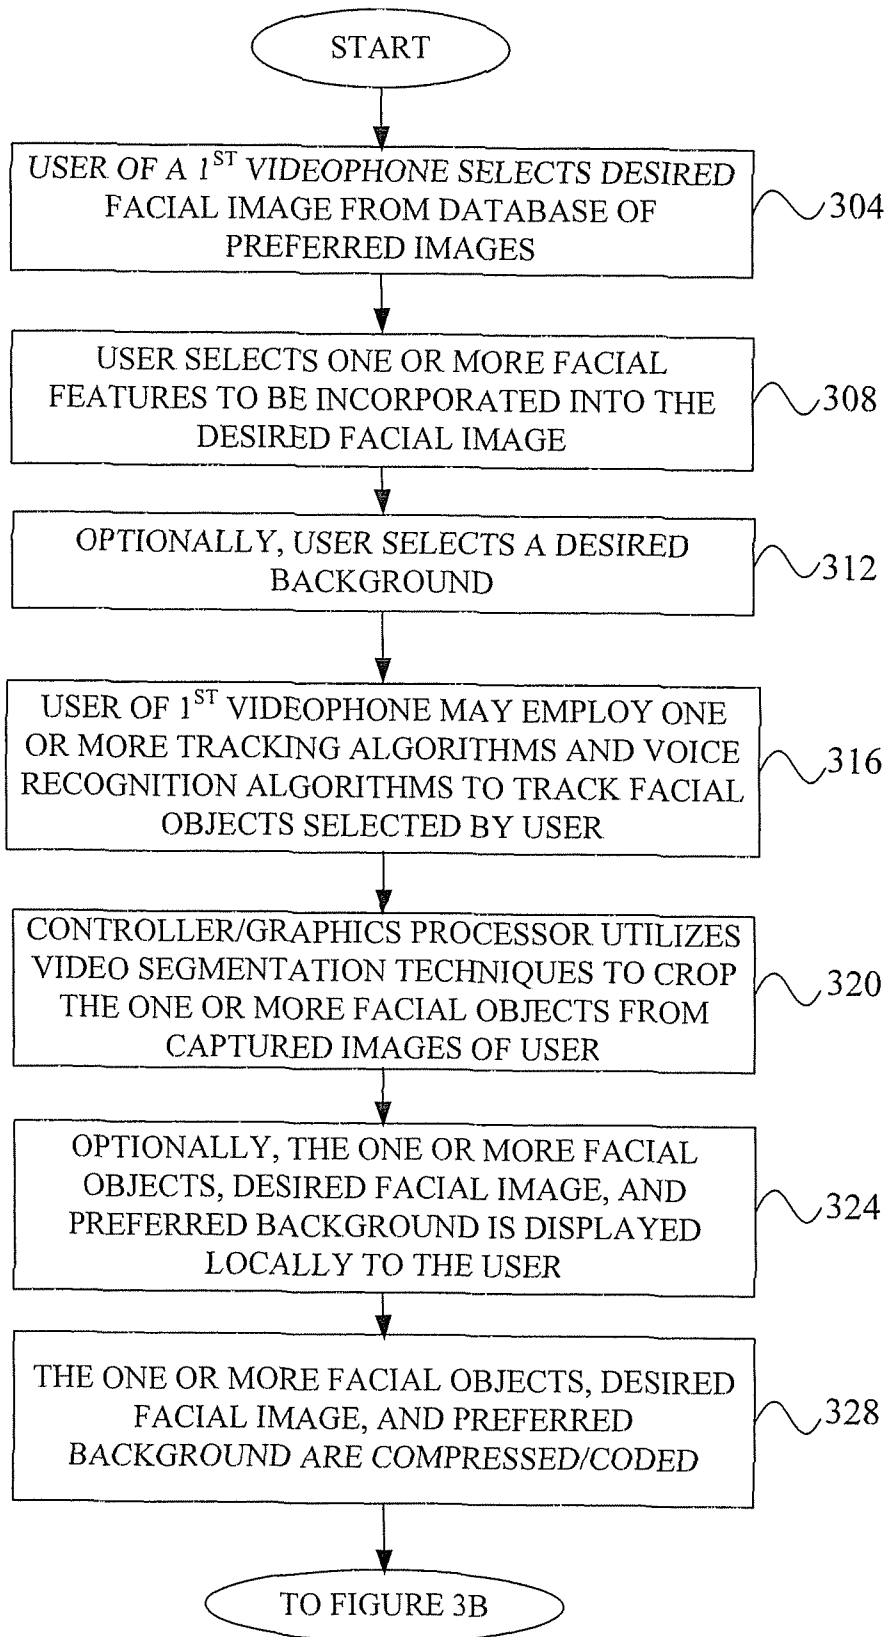 START
USER OF A 1ST VIDEOPHONE SELECTS DESIRED
FACIAL IMAGE FROM DATABASE OF
PREFERRED IMAGES
304
USER SELECTS ONE OR MORE FACIAL
FEATURES TO BE INCORPORATED INTO THE
DESIRED FACIAL IMAGE
308
OPTIONALLY, USER SELECTS A DESIRED
BACKGROUND
312
USER OF 1ST VIDEOPHONE MAY EMPLOY ONE
OR MORE TRACKING ALGORITHMS AND VOICE
RECOGNITION ALGORITHMS TO TRACK FACIAL
OBJECTS SELECTED BY USER
316
CONTROLLER/GRAPHICS PROCESSOR UTILIZES
VIDEO SEGMENTATION TECHNIQUES TO CROP
THE ONE OR MORE FACIAL OBJECTS FROM
CAPTURED IMAGES OF USER
320
OPTIONALLY, THE ONE OR MORE FACIAL
OBJECTS, DESIRED FACIAL IMAGE, AND
PREFERRED BACKGROUND IS DISPLAYED
LOCALLY TO THE USER
324
THE ONE OR MORE FACIAL OBJECTS, DESIRED
FACIAL IMAGE, AND PREFERRED
BACKGROUND ARE COMPRESSED/CODED
328
TO FIGURE 3B